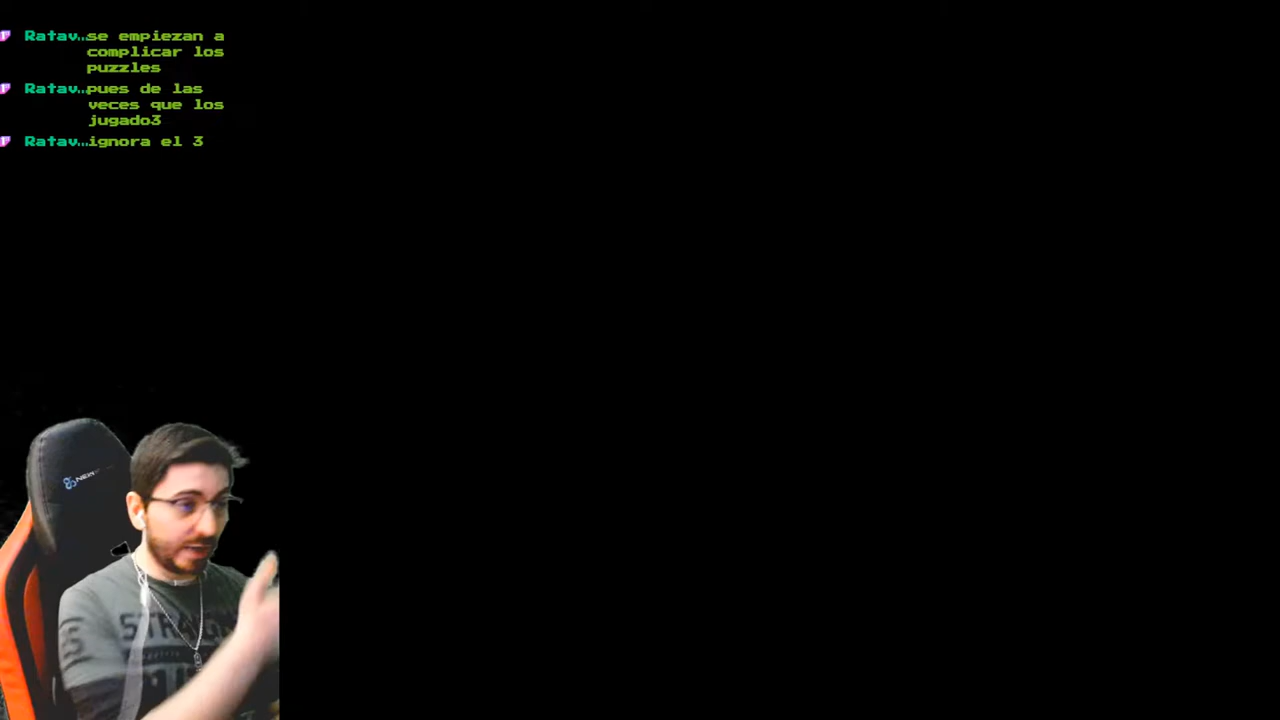 Ratav…se empiezan a
complicar los
puzzles
Ratav…pues de las
veces que los
jugado3
Ratav…ignora el 3